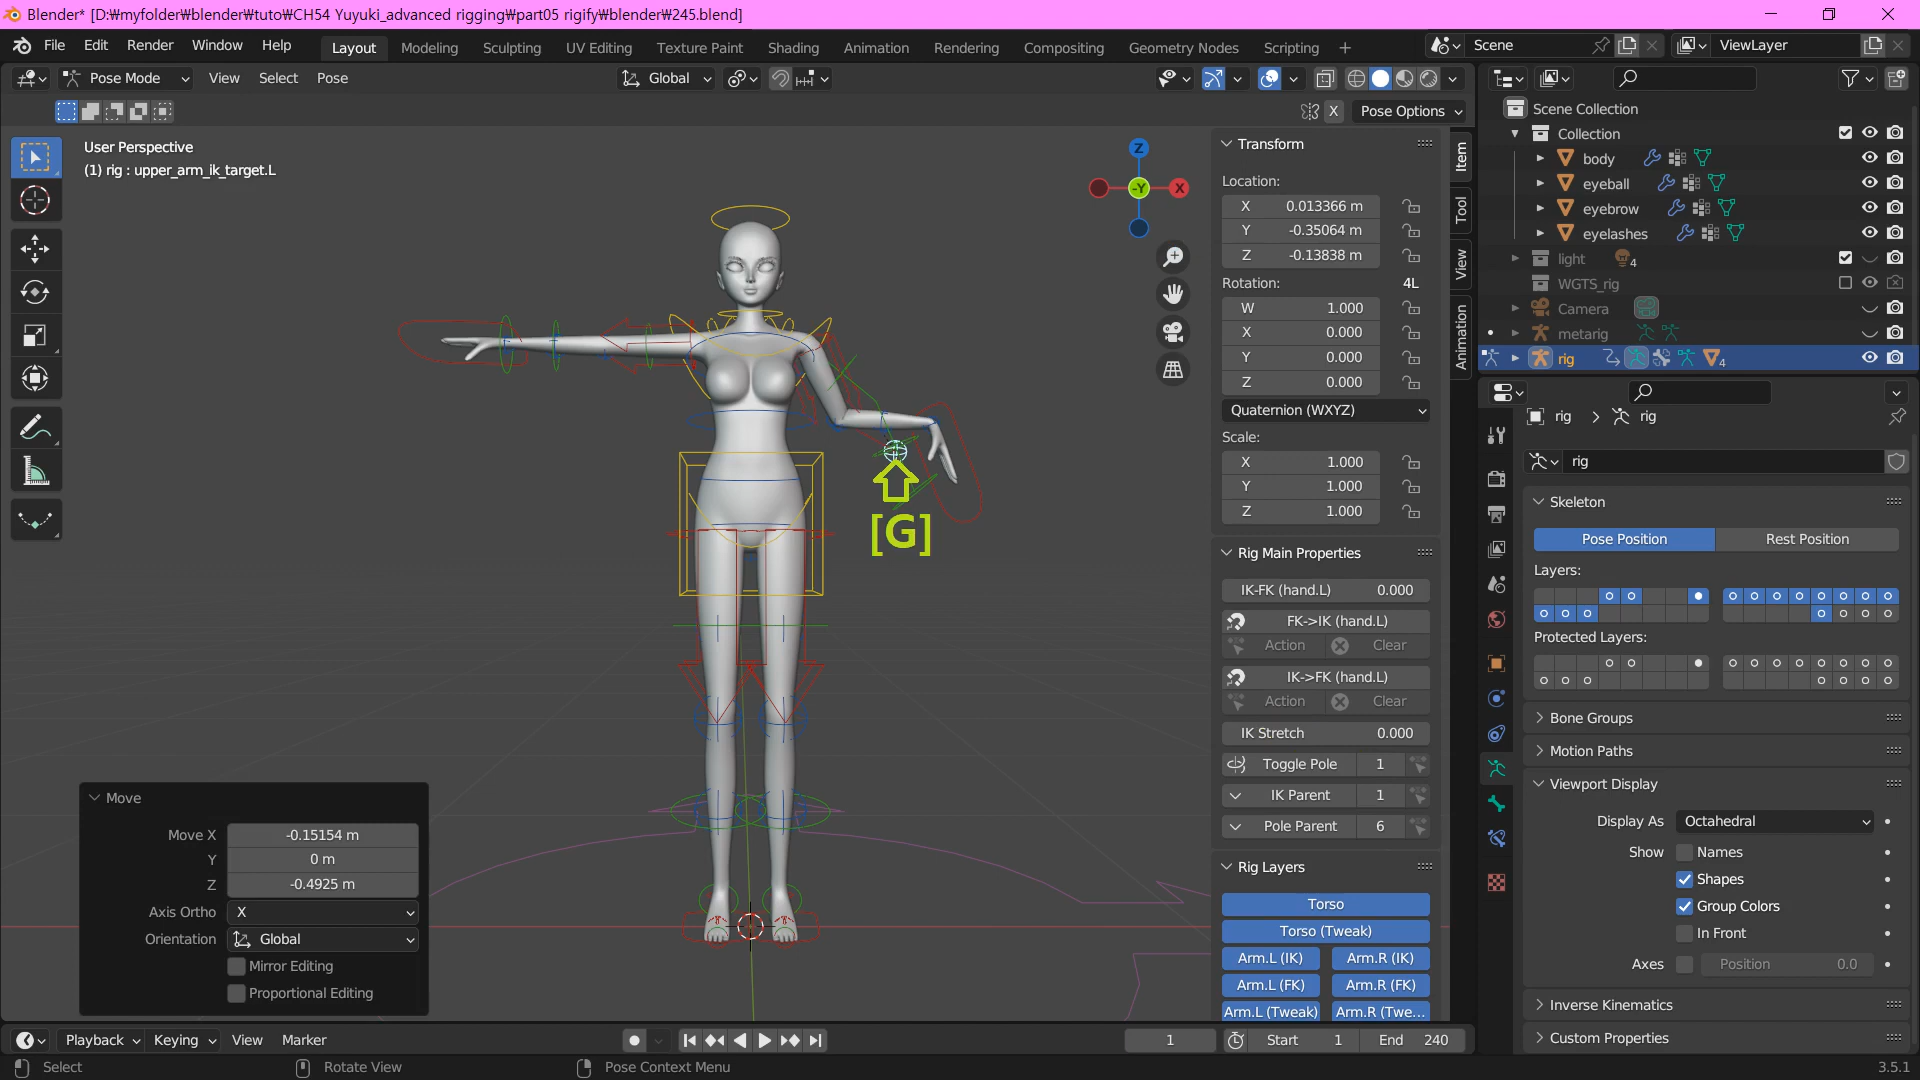 Blender* [D:₩myfolder₩blender₩tuto₩CH54 Yuyuki_advanced rigging₩part05 rigify₩blender₩245.blend]
File Edit Render Window Help
Layout Modeling Sculpting UV Editing Texture Paint Shading Animation Rendering Compositing Geometry Nodes Scripting +
Scene
ViewLayer
Pose Mode View Select Pose
Global
X Pose Options
User Perspective
(1) rig : upper_arm_ik_target.L
Z
-Y
X
[G]
Transform
Location:
X 0.013366 m
Y -0.35064 m
Z -0.13838 m
Rotation: 4L
W 1.000
X 0.000
Y 0.000
Z 0.000
Quaternion (WXYZ)
Scale:
X 1.000
Y 1.000
Z 1.000
Rig Main Properties
IK-FK (hand.L) 0.000
FK->IK (hand.L)
Action Clear
IK->FK (hand.L)
Action Clear
IK Stretch 0.000
Toggle Pole 1
IK Parent 1
Pole Parent 6
Rig Layers
Torso
Torso (Tweak)
Arm.L (IK) Arm.R (IK)
Arm.L (FK) Arm.R (FK)
Arm.L (Tweak) Arm.R (Twe...
Item
Tool
View
Animation
Scene Collection
Collection
body
eyeball
eyebrow
eyelashes
light 4
WGTS_rig
Camera
metarig
rig 4
rig > rig
rig
Skeleton
Pose Position Rest Position
Layers:
Protected Layers:
Bone Groups
Motion Paths
Viewport Display
Display As Octahedral
Show Names
Shapes
Group Colors
In Front
Axes Position 0.0
Inverse Kinematics
Custom Properties
Move
Move X -0.15154 m
Y 0 m
Z -0.4925 m
Axis Ortho X
Orientation Global
Mirror Editing
Proportional Editing
Playback Keying View Marker
1 Start 1 End 240
Select Rotate View Pose Context Menu 3.5.1